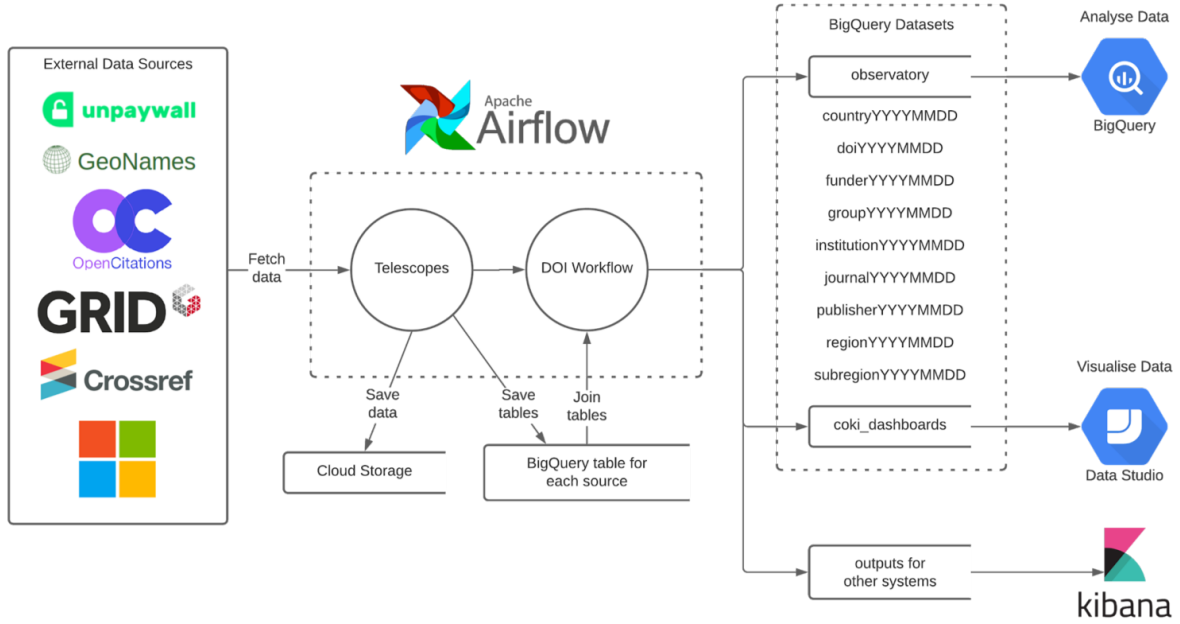 External Data Sources
unpaywall
GeoNames
OC
OpenCitations
GRID
Crossref
Fetch
data
Apache
Airflow
Telescopes
DOI Workflow
Save
data
Save
tables
Join
tables
Cloud Storage
BigQuery table for
each source
BigQuery Datasets
observatory
countryYYYYMMDD
doiYYYYMMDD
funderYYYYMMDD
groupYYYYMMDD
institutionYYYYMMDD
journalYYYYMMDD
publisherYYYYMMDD
regionYYYYMMDD
subregionYYYYMMDD
coki_dashboards
outputs for
other systems
Analyse Data
BigQuery
Visualise Data
Data Studio
kibana